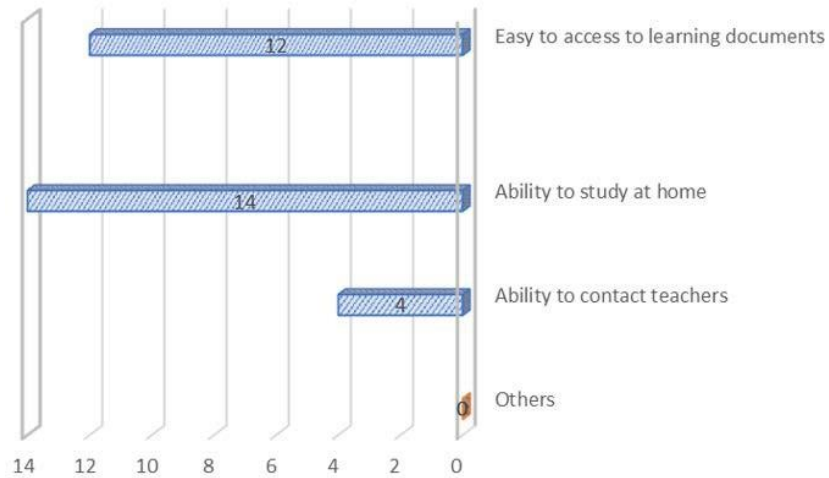 12 Easy to access to learning documents
14 Ability to study at home
4 Ability to contact teachers
0 Others
14 12 10 8 6 4 2 0